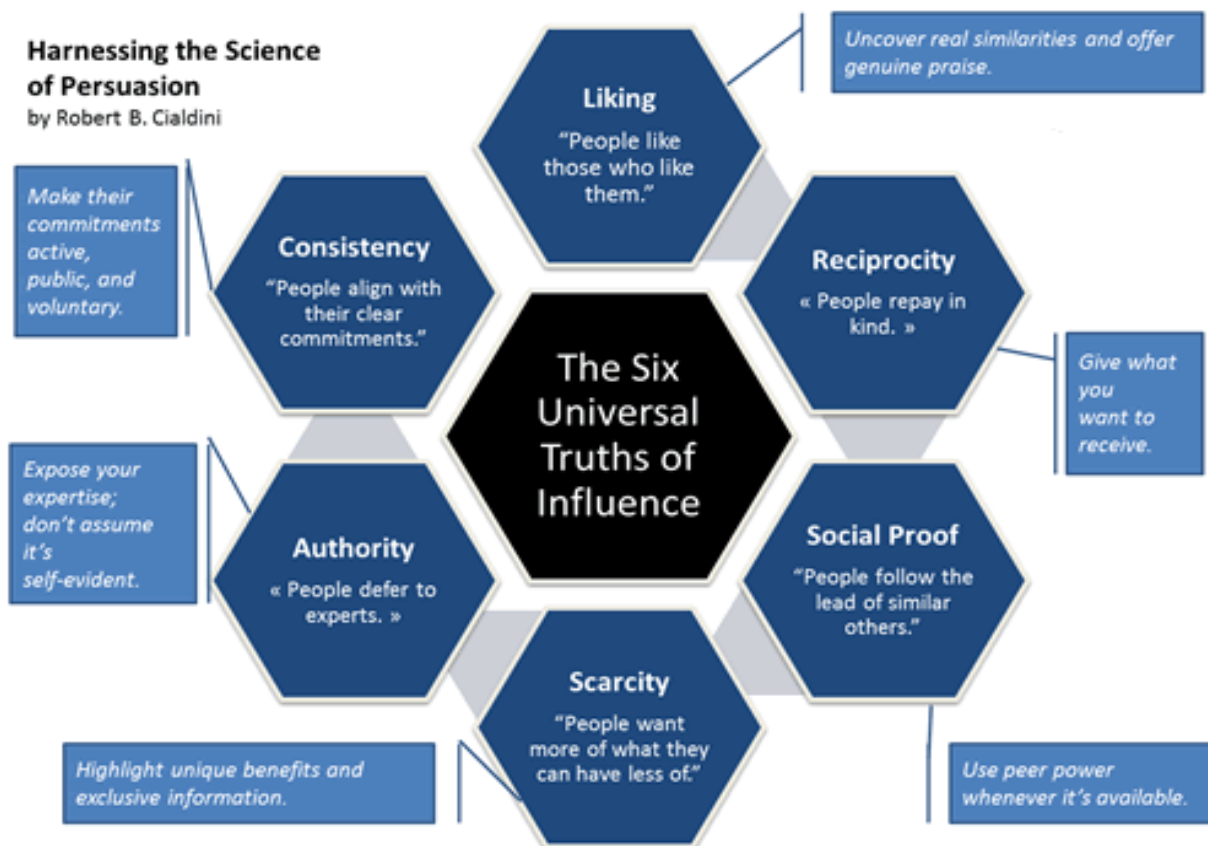 Harnessing the Science
of Persuasion
by Robert B. Cialdini
Liking
“People like
those who like
them.”
Uncover real similarities and offer
genuine praise.
Reciprocity
« People repay in
kind. »
Give what
you
want to
receive.
Social Proof
“People follow the
lead of similar
others.”
Use peer power
whenever it’s available.
Scarcity
“People want
more of what they
can have less of.”
Highlight unique benefits and
exclusive information.
Authority
« People defer to
experts. »
Expose your
expertise;
don’t assume
it’s
self-evident.
Consistency
“People align with
their clear
commitments.”
Make their
commitments
active,
public, and
voluntary.
The Six
Universal
Truths of
Influence